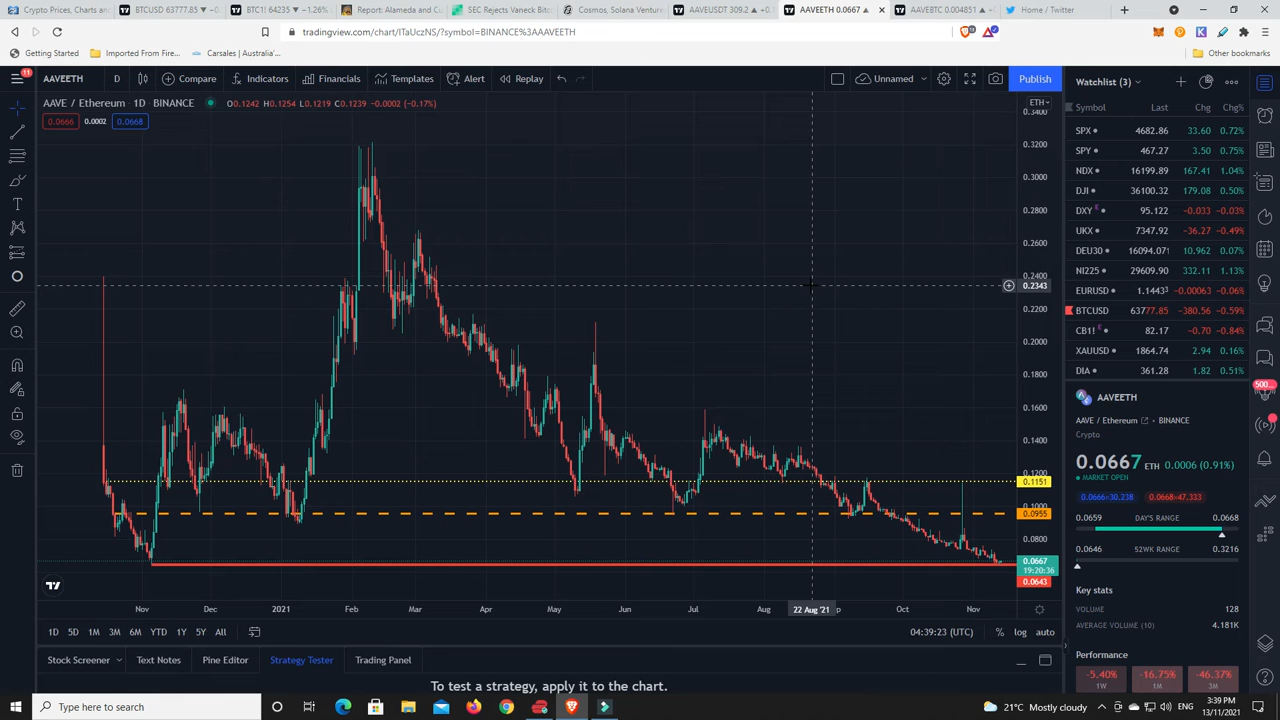 Crypto Prices, Charts and
BTCUSD 63777.85 ▼ −0.5
BTC1! 64235 ▼ −1.26%
Report: Alameda and Cu
SEC Rejects Vaneck Bitc
Cosmos, Solana Ventur
AAVEUSDT 309.2 ▲ +0.
AAVEETH 0.0667 ▲
AAVEBTC 0.004851 ▲ +
Home / Twitter
tradingview.com/chart/ITaUczNS/?symbol=BINANCE%3AAAVEETH
Getting Started
Imported From Fire...
Carsales (Australia)
Other bookmarks
11
AAVEETH
D
Compare
Indicators
Financials
Templates
Alert
Replay
Unnamed
Publish
AAVE / Ethereum · 1D · BINANCE
O0.1242 H0.1254 L0.1219 C0.1239 −0.0002 (−0.17%)
0.0666 0.0002 0.0668
ETH
0.3400
0.3200
0.3000
0.2800
0.2600
0.2400
0.2343
0.2200
0.2000
0.1800
0.1600
0.1400
0.1200
0.1151
0.1000
0.0955
0.0800
0.0667
19:20:36
0.0643
Nov Dec 2021 Feb Mar Apr May Jun Jul Aug 22 Aug '21 Oct Nov
1D 5D 1M 3M 6M YTD 1Y 5Y All
04:39:23 (UTC)
% log auto
Stock Screener
Text Notes
Pine Editor
Strategy Tester
Trading Panel
To test a strategy, apply it to the chart.
Watchlist (3)
Symbol Last Chg Chg%
SPX 4682.86 33.60 0.72%
SPY 467.27 3.50 0.75%
NDX 16199.89 167.41 1.04%
DJI 36100.32 179.08 0.50%
DXY E 95.122 −0.033 −0.03%
UKX 7347.92 −36.27 −0.49%
DEU30 16094.071 10.962 0.07%
NI225 29609.90 332.11 1.13%
EURUSD 1.14433 −0.00063 −0.06%
BTCUSD 63777.85 −380.56 −0.59%
CB1! E 82.17 −0.70 −0.84%
XAUUSD 1864.74 2.94 0.16%
DIA 361.28 1.82 0.51%
500
AAVEETH
AAVE / Ethereum · BINANCE
Crypto
0.0667 ETH 0.0006 (0.91%)
MARKET OPEN
0.0666×30.238 0.0668×47.333
0.0659 DAY'S RANGE 0.0668
0.0646 52WK RANGE 0.3216
Key stats
VOLUME 128
AVERAGE VOLUME (10) 4.181K
Performance
−5.40% −16.75% −46.37%
1W 1M 3M
Type here to search
21°C Mostly cloudy
3:39 PM
13/11/2021